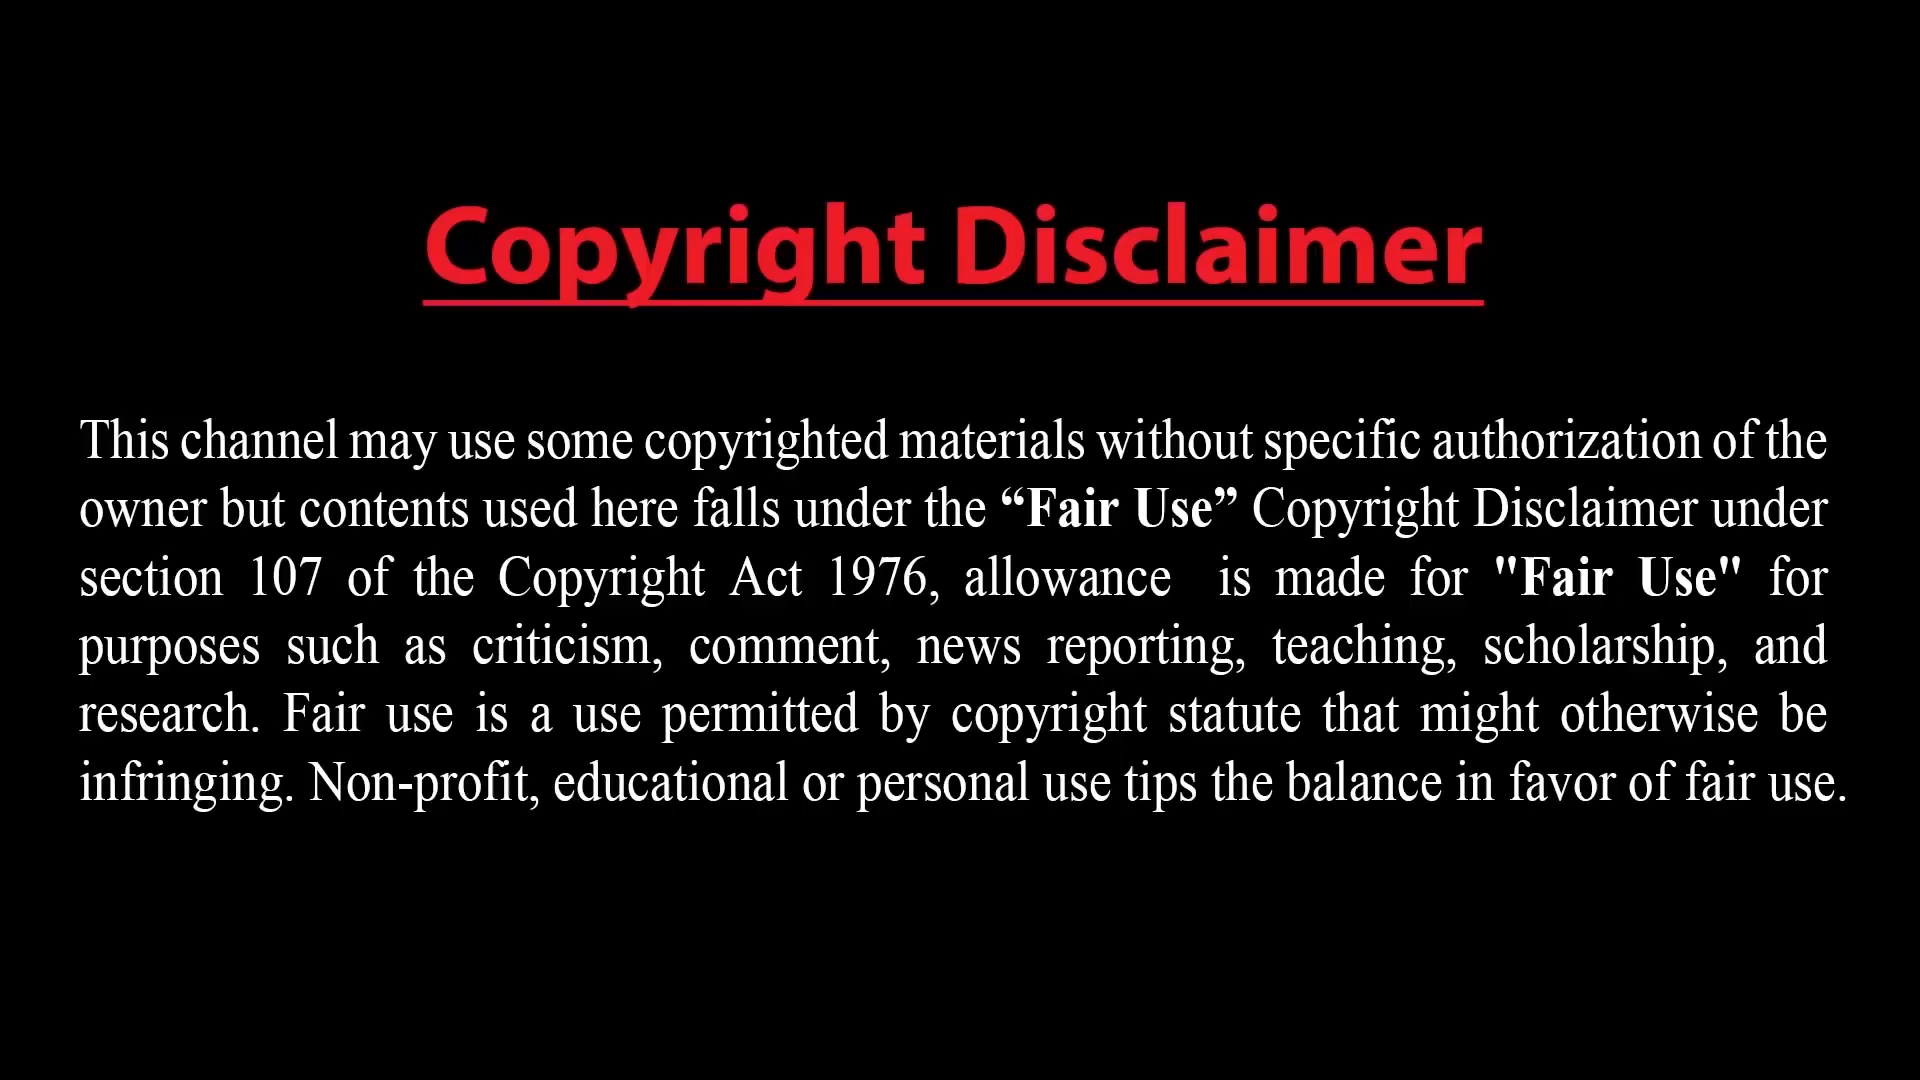 Copyright Disclaimer
This channel may use some copyrighted materials without specific authorization of the
owner but contents used here falls under the “Fair Use” Copyright Disclaimer under
section 107 of the Copyright Act 1976, allowance  is made for "Fair Use" for
purposes such as criticism, comment, news reporting, teaching, scholarship, and
research. Fair use is a use permitted by copyright statute that might otherwise be
infringing. Non-profit, educational or personal use tips the balance in favor of fair use.